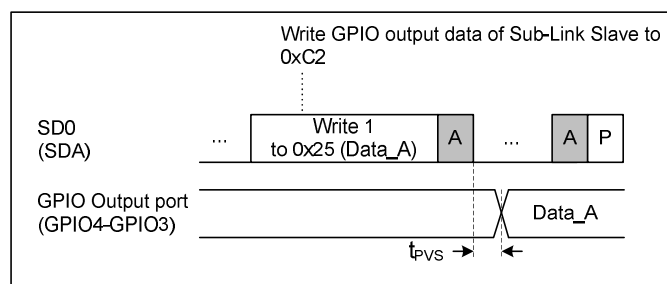 Write GPIO output data of Sub-Link Slave to
0xC2
SD0
(SDA)
...
Write 1
to 0x25 (Data_A)
A
...
A
P
GPIO Output port
(GPIO4-GPIO3)
Data_A
tPVS